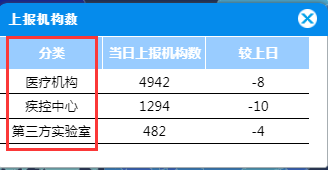 上报机构数
分类 当日上报机构数 较上日
医疗机构 4942 -8
疾控中心 1294 -10
第三方实验室 482 -4